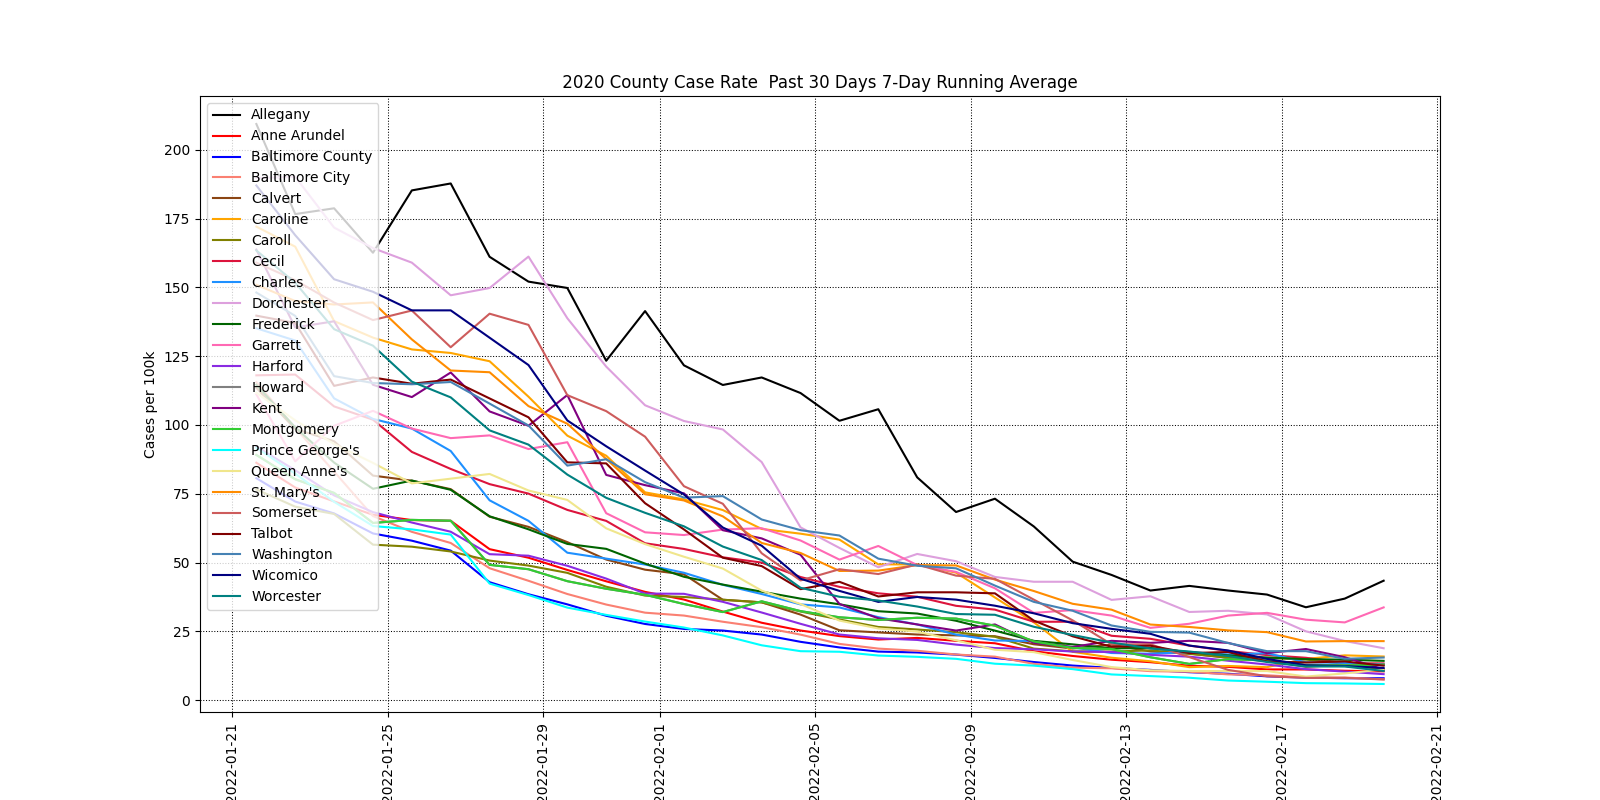 2020 County Case Rate  Past 30 Days 7-Day Running Average
Cases per 100k
200
175
150
125
100
75
50
25
0
Allegany
Anne Arundel
Baltimore County
Baltimore City
Calvert
Caroline
Caroll
Cecil
Charles
Dorchester
Frederick
Garrett
Harford
Howard
Kent
Montgomery
Prince George's
Queen Anne's
St. Mary's
Somerset
Talbot
Washington
Wicomico
Worcester
2022-01-21
2022-01-25
2022-01-29
2022-02-01
2022-02-05
2022-02-09
2022-02-13
2022-02-17
2022-02-21